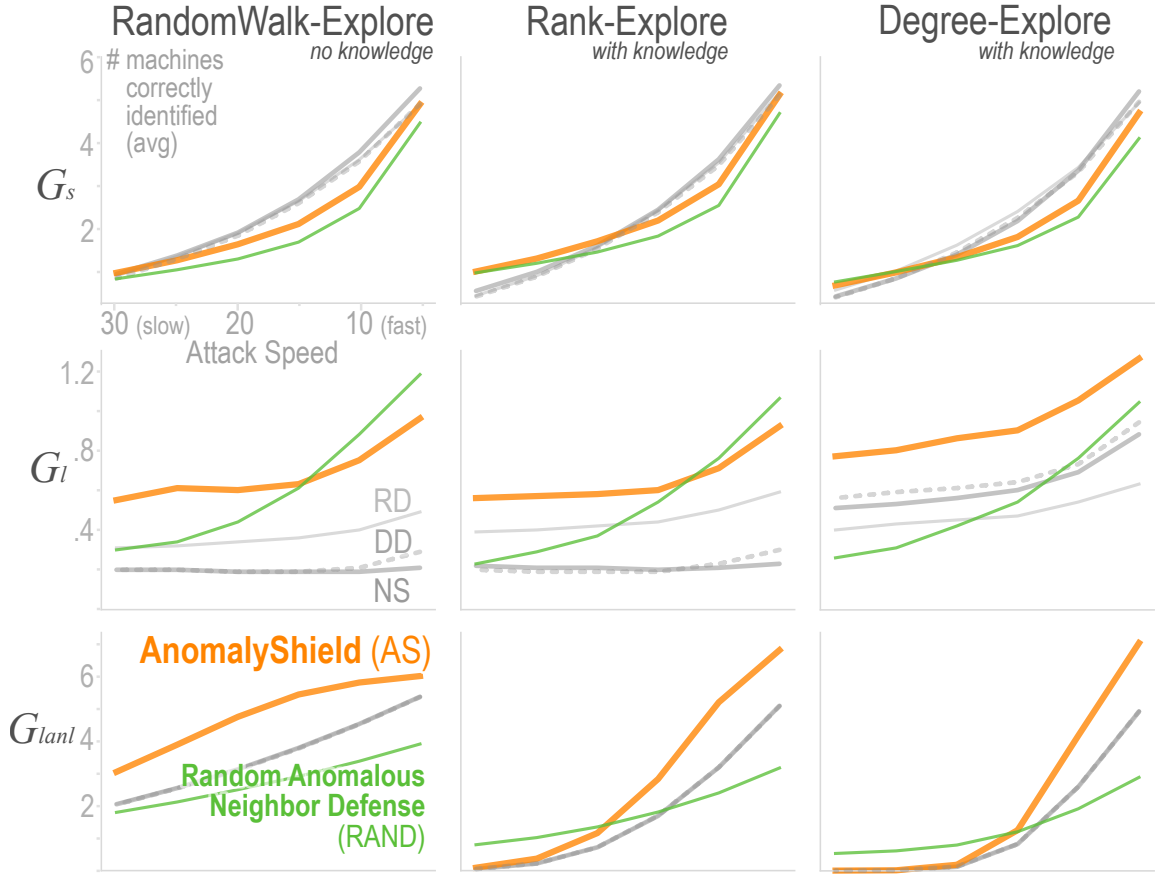 RandomWalk-Explore
no knowledge
Rank-Explore
with knowledge
Degree-Explore
with knowledge
# machines
correctly
identified
(avg)
6
4
2
Gs
30 (slow) 20 10 (fast)
Attack Speed
1.2
.8
.4
Gl
RD
DD
NS
AnomalyShield (AS)
6
4
2
Glanl
Random Anomalous
Neighbor Defense
(RAND)